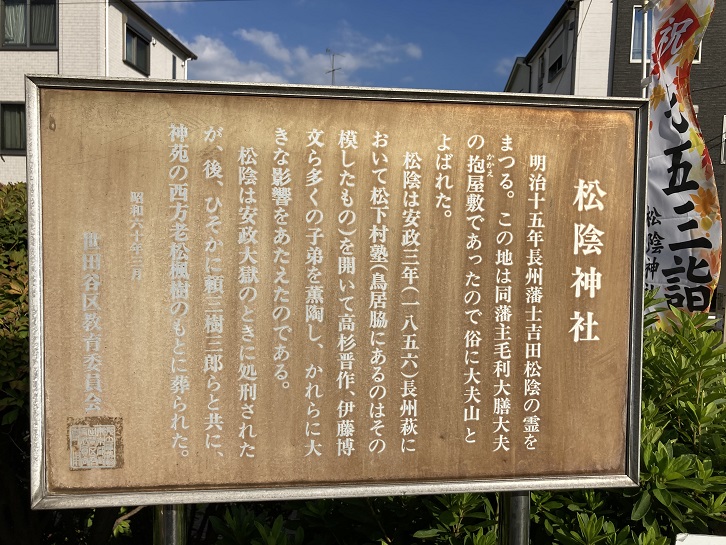 松陰神社
明治十五年長州藩士吉田松陰の霊を
まつる。この地は同藩主毛利大膳大夫
の抱屋敷であったので俗に大夫山と
かかえ
よばれた。
松陰は安政三年(一八五六)長州萩に
おいて松下村塾(鳥居脇にあるのはその
模したもの)を開いて高杉晋作、伊藤博
文ら多くの子弟を薫陶し、かれらに大
きな影響をあたえたのである。
松陰は安政大獄のときに処刑された
が、後、ひそかに頼三樹三郎らと共に、
神苑の西方老松楓樹のもとに葬られた。
昭和六十年三月
世田谷区教育委員会
祝
七五三詣
松陰神社